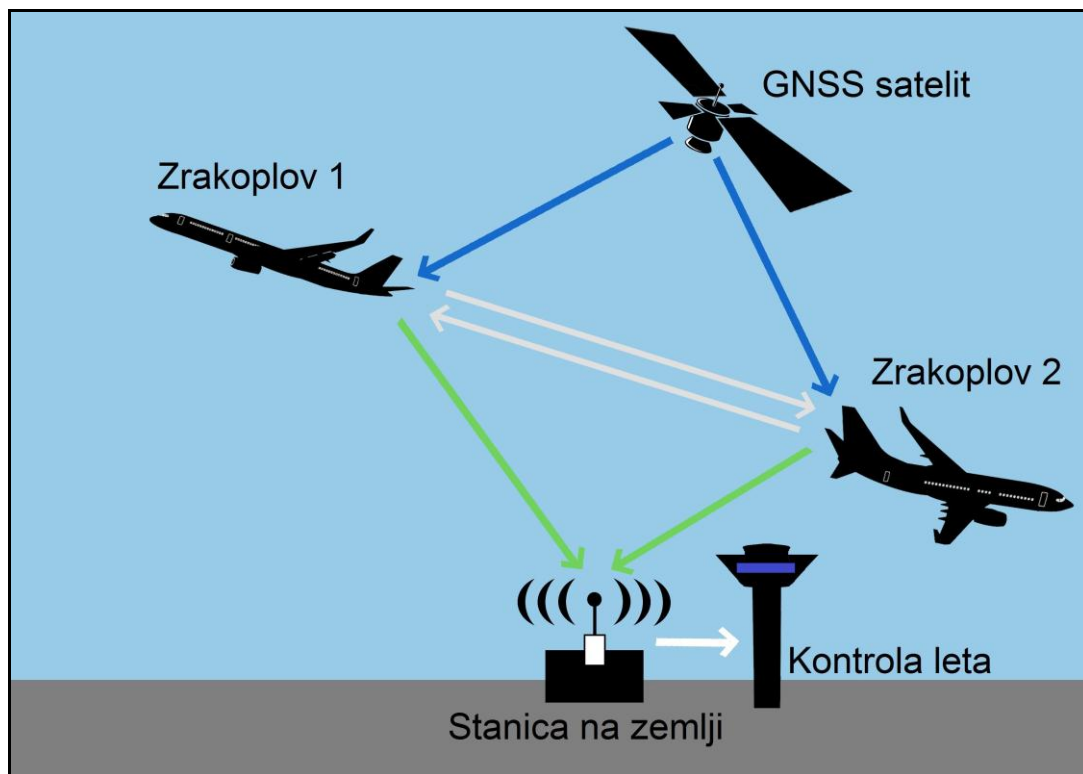 GNSS satelit
Zrakoplov 1
Zrakoplov 2
Kontrola leta
Stanica na zemlji